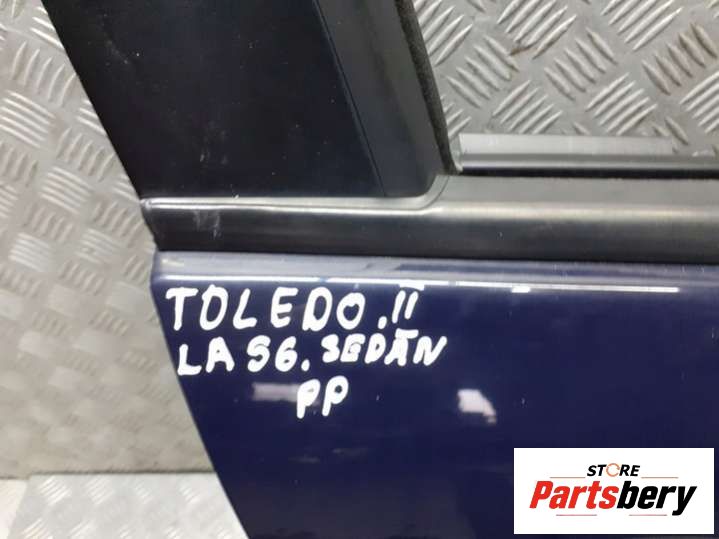 TOLEDO.II
LA S6. SEDAN
PP
STORE
Partsbery